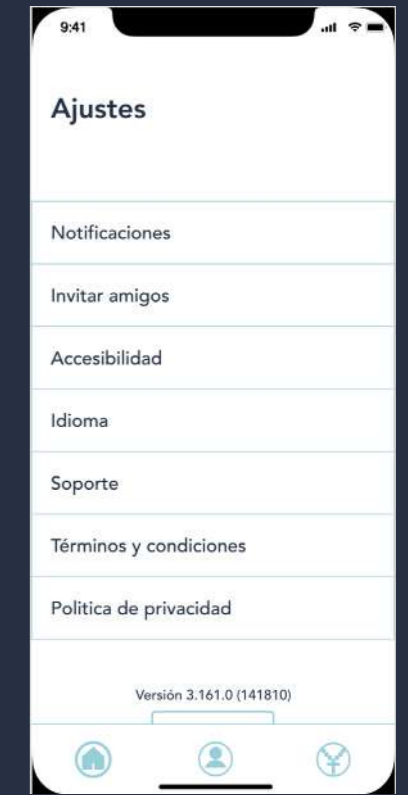 9:41
Ajustes
Notificaciones
Invitar amigos
Accesibilidad
Idioma
Soporte
Términos y condiciones
Politica de privacidad
Versión 3.161.0 (141810)